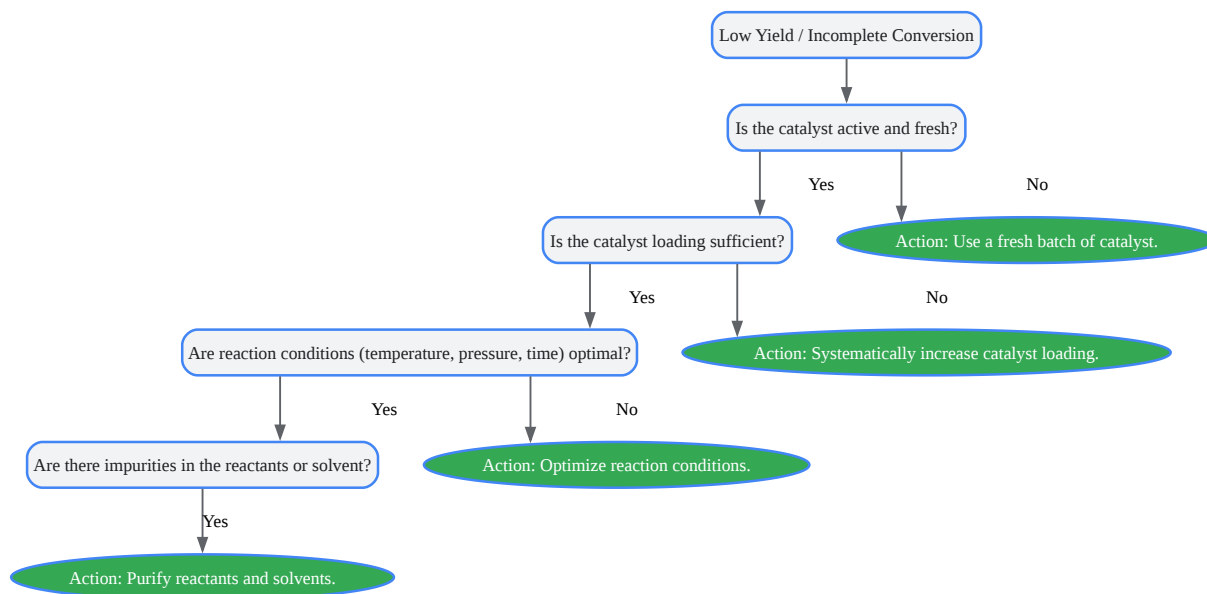 Low Yield / Incomplete Conversion
Is the catalyst active and fresh?
Yes
No
Is the catalyst loading sufficient?
Action: Use a fresh batch of catalyst.
Yes
No
Are reaction conditions (temperature, pressure, time) optimal?
Action: Systematically increase catalyst loading.
Yes
No
Are there impurities in the reactants or solvent?
Action: Optimize reaction conditions.
Yes
Action: Purify reactants and solvents.